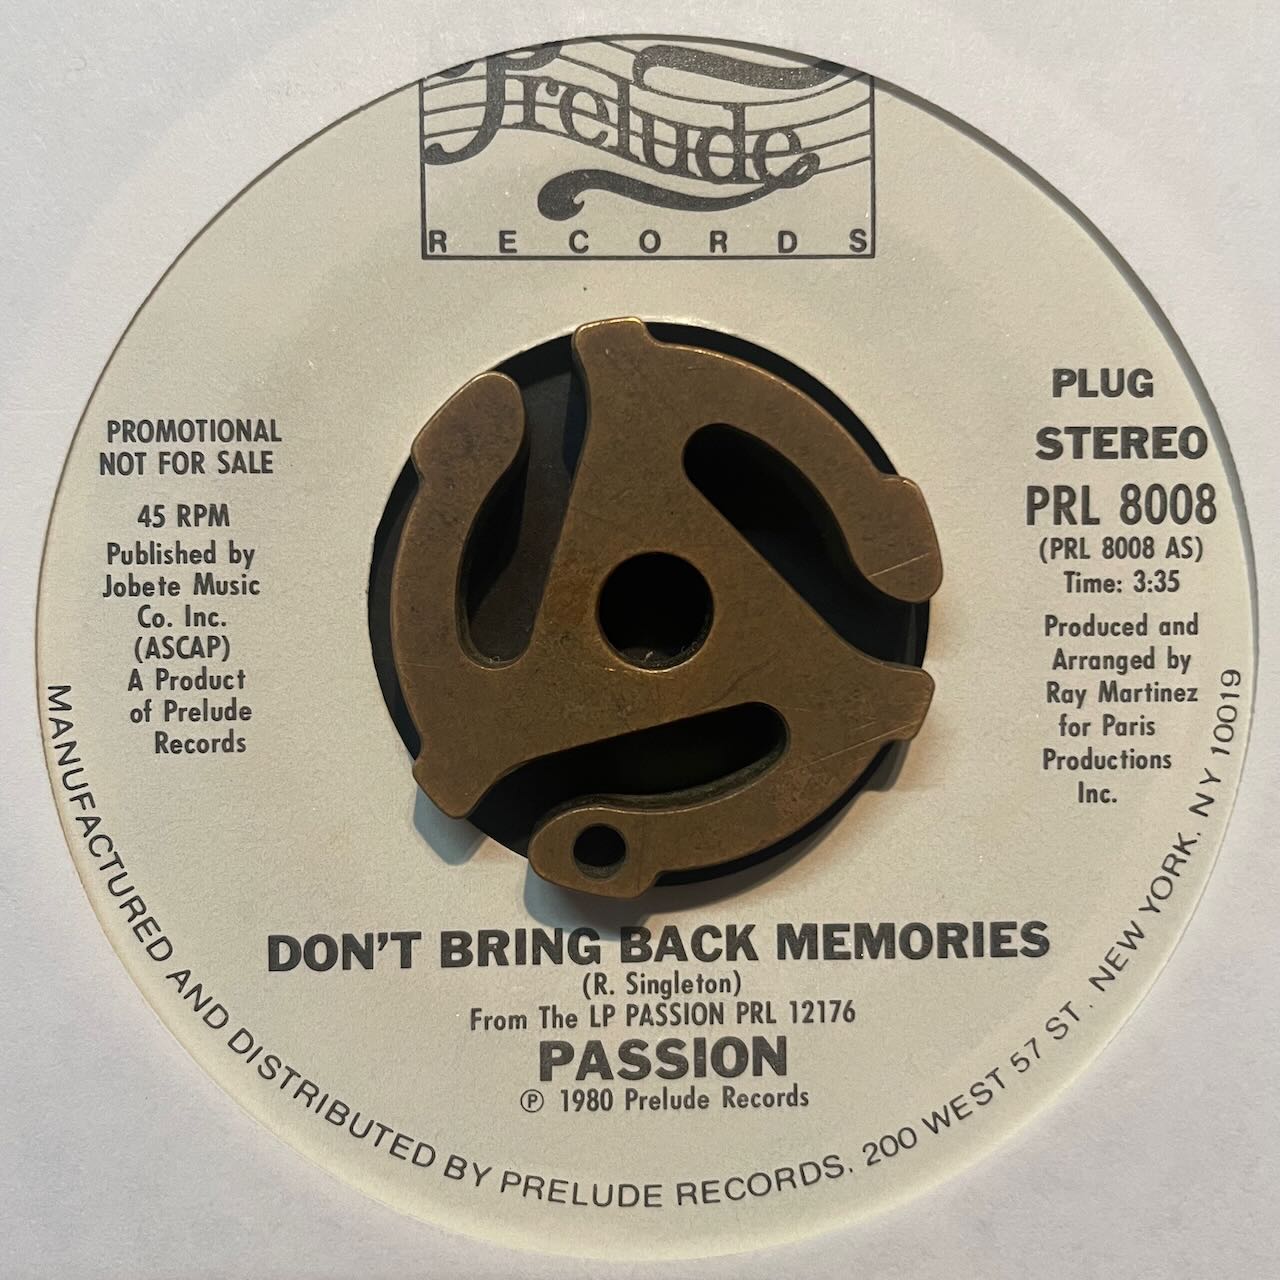 Prelude
RECORDS
PROMOTIONAL
NOT FOR SALE
45 RPM
Published by
Jobete Music
Co. Inc.
(ASCAP)
A Product
of Prelude
Records
PLUG
STEREO
PRL 8008
(PRL 8008 AS)
Time: 3:35
Produced and
Arranged by
Ray Martinez
for Paris
Productions
Inc.
DON'T BRING BACK MEMORIES
(R. Singleton)
From The LP PASSION PRL 12176
PASSION
℗ 1980 Prelude Records
MANUFACTURED AND DISTRIBUTED BY PRELUDE RECORDS, 200 WEST 57 ST. NEW YORK, NY 10019